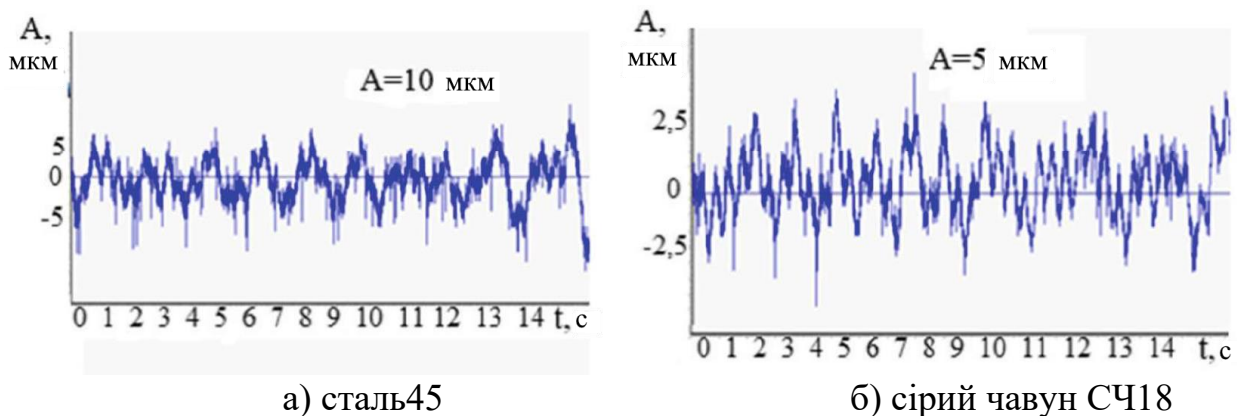 А,
мкм
А=10 мкм
5
0
-5
0 1 2 3 4 5 6 7 8 9 10 11 12 13 14 t, с
а) сталь45
А,
мкм
А=5 мкм
2,5
0
-2,5
0 1 2 3 4 5 6 7 8 9 10 11 12 13 14 t, с
б) сірий чавун СЧ18